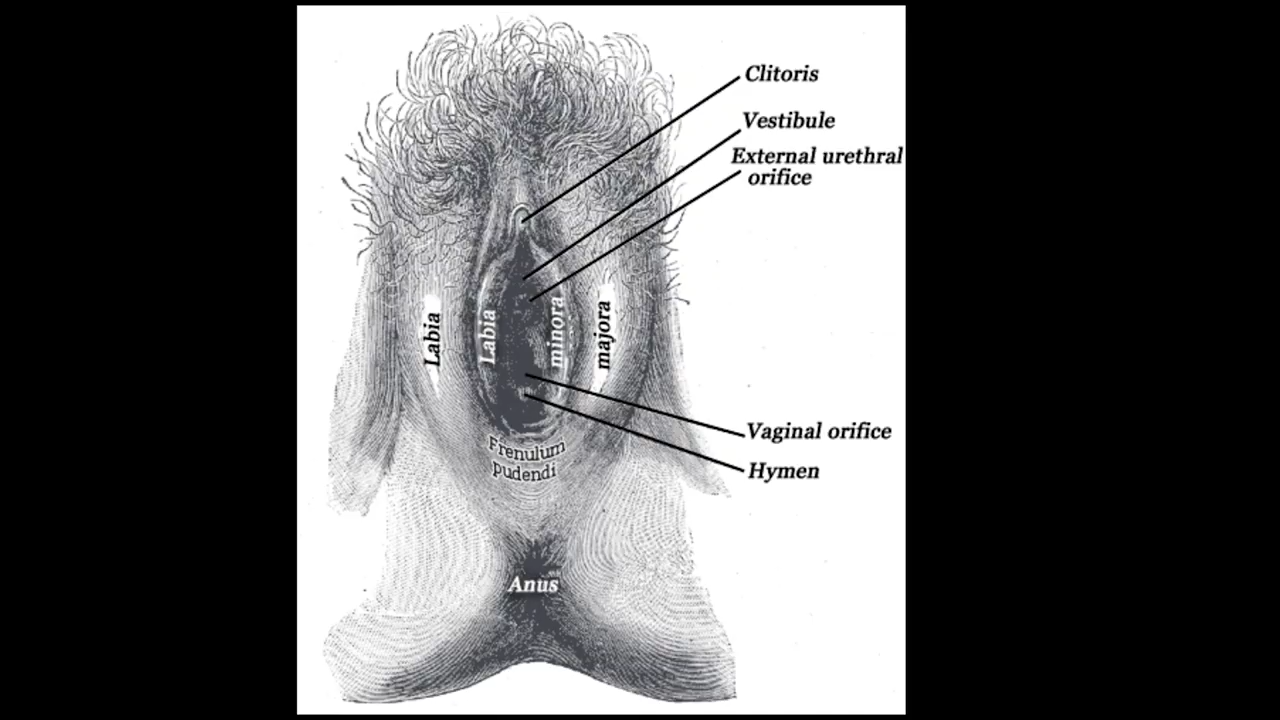 Clitoris
Vestibule
External urethral
orifice
Labia
Labia
minora
majora
Vaginal orifice
Frenulum
pudendi
Hymen
Anus